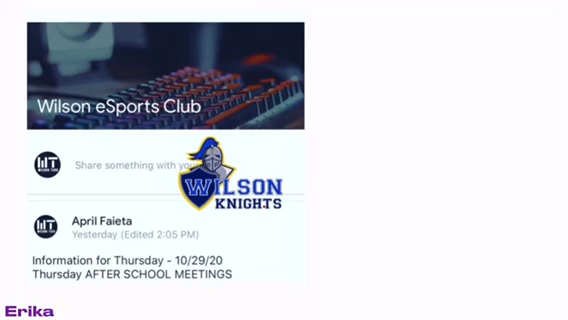 Wilson eSports Club
Share something with you
WILSON
KNIGHTS
April Faieta
Yesterday (Edited 2:05 PM)
Information for Thursday - 10/29/20
Thursday AFTER SCHOOL MEETINGS
Erika